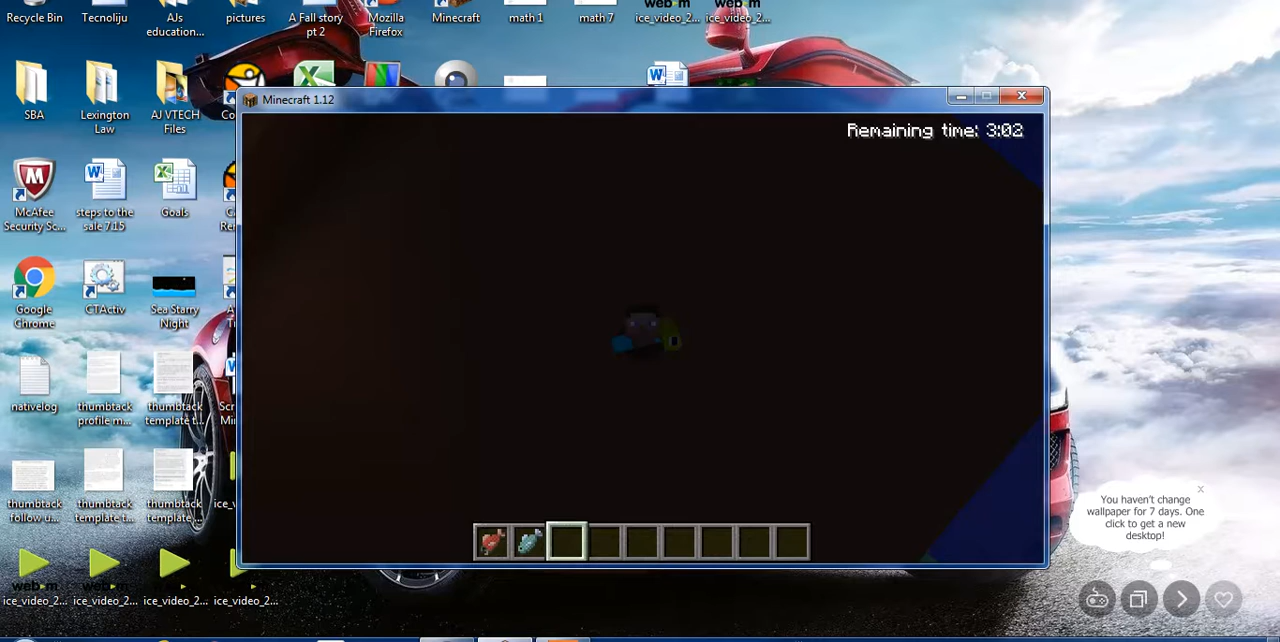 Recycle Bin
Tecnoliju
AJs
education...
pictures
A Fall story
pt 2
Mozilla
Firefox
Minecraft
math 1
math 7
ice_video_2...
ice_video_2...
SBA
Lexington
Law
AJ VTECH
Files
Minecraft 1.12
Remaining time: 3:02
McAfee
Security Sc...
steps to the
sale 7.15
Goals
Google
Chrome
CTActiv
Sea Starry
Night
nativelog
thumbtack
profile m...
thumbtack
template t...
thumbtack
follow u...
thumbtack
template t...
thumbtack
template ...
You haven't change
wallpaper for 7 days. One
click to get a new
desktop!
ice_video_2...
ice_video_2...
ice_video_2...
ice_video_2...